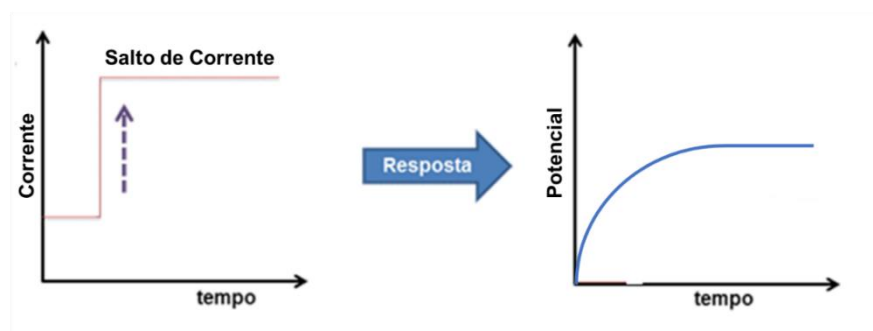 Salto de Corrente
Corrente
tempo
Resposta
Potencial
tempo